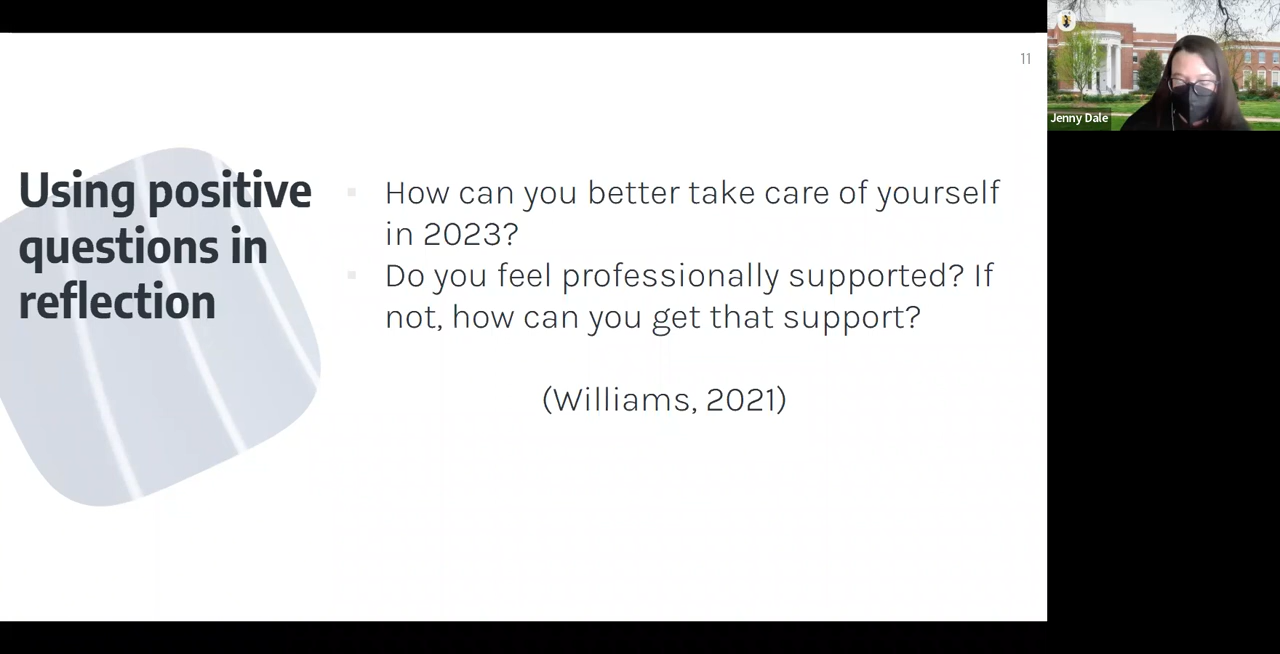 11
Using positive
questions in
reflection
How can you better take care of yourself
in 2023?
Do you feel professionally supported? If
not, how can you get that support?
(Williams, 2021)
Jenny Dale